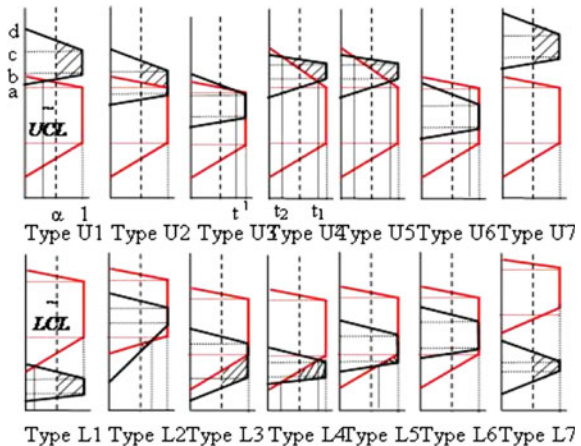 d
c
b
a
UCL
α 1 t 1 t₂ t₁
Type U1 Type U2 Type U3 Type U4 Type U5 Type U6 Type U7
LCL
Type L1 Type L2 Type L3 Type L4 Type L5 Type L6 Type L7